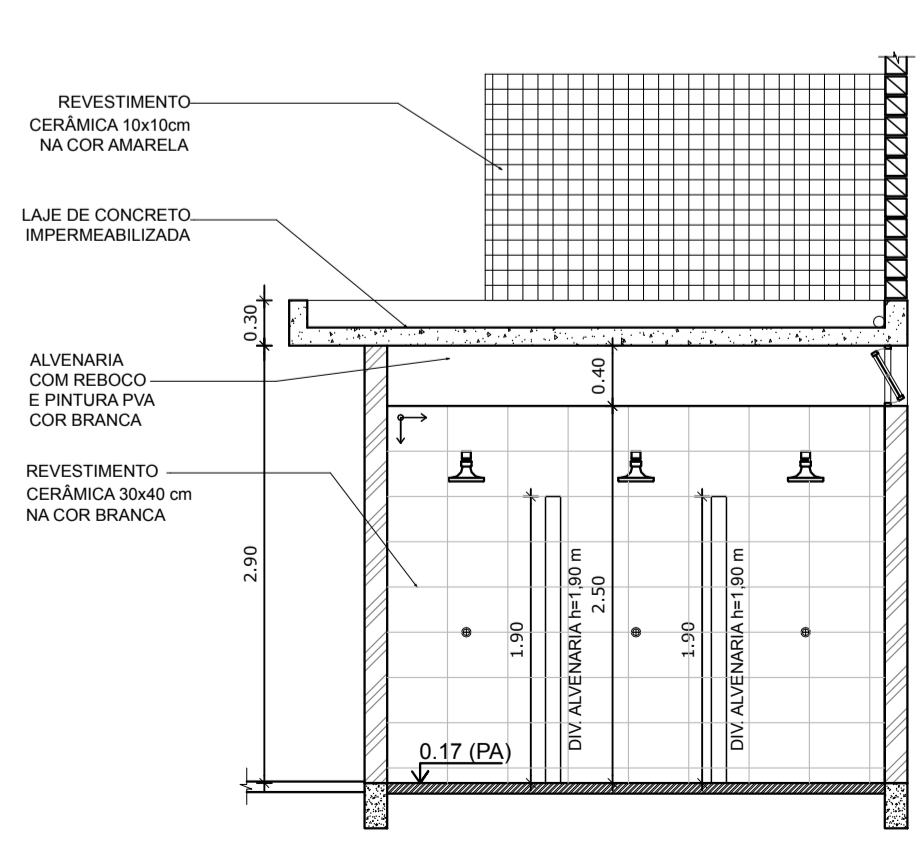 REVESTIMENTO
CERÂMICA 10x10cm
NA COR AMARELA
LAJE DE CONCRETO
IMPERMEABILIZADA
0.30
ALVENARIA
COM REBOCO
E PINTURA PVA
COR BRANCA
0.40
REVESTIMENTO
CERÂMICA 30x40 cm
NA COR BRANCA
2.90
1.90
DIV. ALVENARIA h=1,90 m
2.50
1.90
DIV. ALVENARIA h=1,90 m
0.17 (PA)